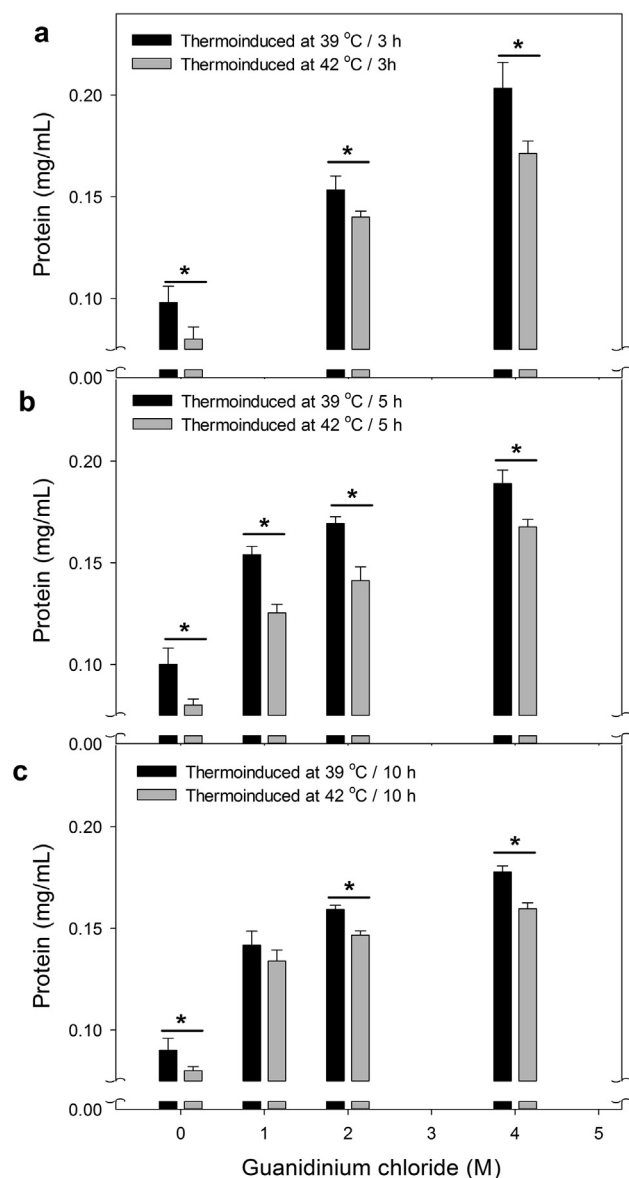 a
Thermoinduced at 39 °C / 3 h
Thermoinduced at 42 °C / 3h
*
*
*
0.20
0.15
0.10
0.00
Protein (mg/mL)
b
Thermoinduced at 39 °C / 5 h
Thermoinduced at 42 °C / 5 h
*
*
*
*
0.20
0.15
0.10
0.00
Protein (mg/mL)
c
Thermoinduced at 39 °C / 10 h
Thermoinduced at 42 °C / 10 h
*
*
*
0.20
0.15
0.10
0.00
Protein (mg/mL)
0 1 2 3 4 5
Guanidinium chloride (M)